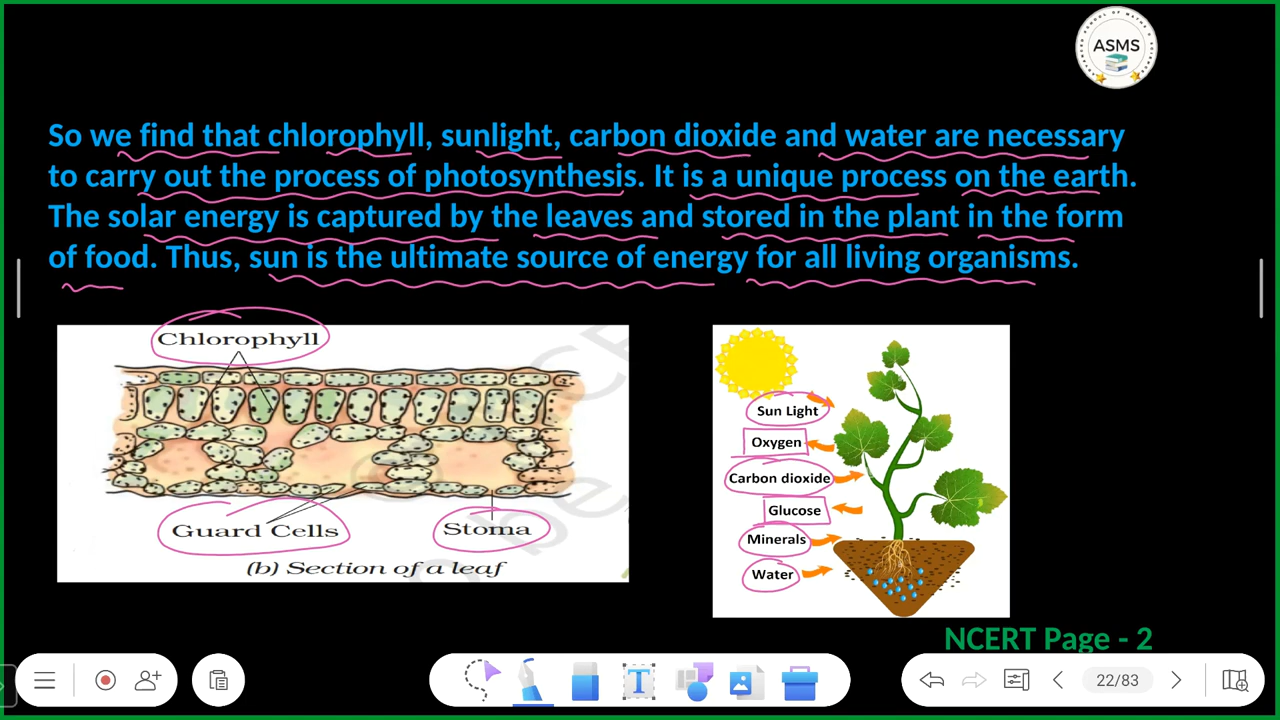 ASMS
So we find that chlorophyll, sunlight, carbon dioxide and water are necessary
to carry out the process of photosynthesis. It is a unique process on the earth.
The solar energy is captured by the leaves and stored in the plant in the form
of food. Thus, sun is the ultimate source of energy for all living organisms.
Chlorophyll
Guard Cells
Stoma
(b) Section of a leaf
Sun Light
Oxygen
Carbon dioxide
Glucose
Minerals
Water
NCERT Page - 2
T
22/83